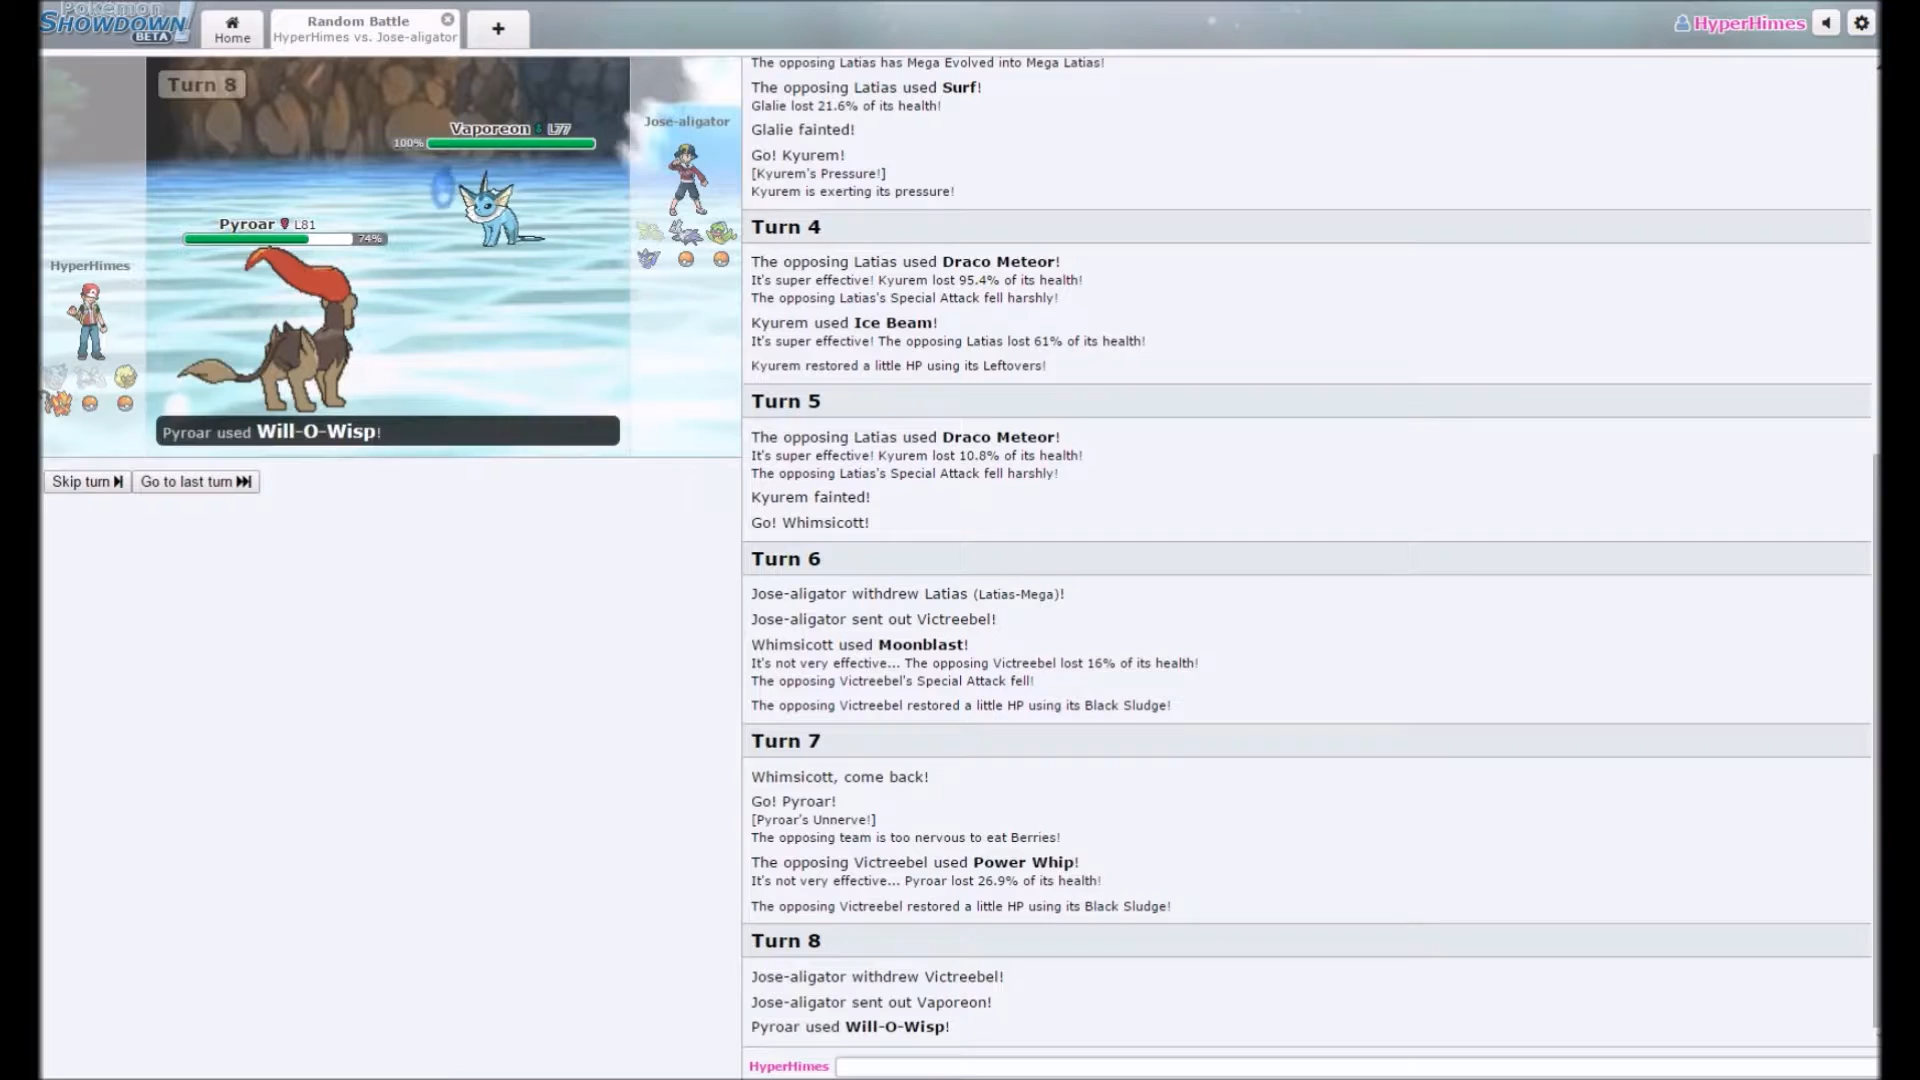 Pokémon
SHOWDOWN!
BETA
Home
Random Battle
HyperHimes vs. Jose-aligator
+
HyperHimes
Turn 8
Vaporeon L77
100%
Pyroar L81
74%
HyperHimes
Jose-aligator
Pyroar used Will-O-Wisp!
Skip turn
Go to last turn
The opposing Latias has Mega Evolved into Mega Latias!
The opposing Latias used Surf!
Glalie lost 21.6% of its health!
Glalie fainted!
Go! Kyurem!
[Kyurem's Pressure!]
Kyurem is exerting its pressure!
Turn 4
The opposing Latias used Draco Meteor!
It's super effective! Kyurem lost 95.4% of its health!
The opposing Latias's Special Attack fell harshly!
Kyurem used Ice Beam!
It's super effective! The opposing Latias lost 61% of its health!
Kyurem restored a little HP using its Leftovers!
Turn 5
The opposing Latias used Draco Meteor!
It's super effective! Kyurem lost 10.8% of its health!
The opposing Latias's Special Attack fell harshly!
Kyurem fainted!
Go! Whimsicott!
Turn 6
Jose-aligator withdrew Latias (Latias-Mega)!
Jose-aligator sent out Victreebel!
Whimsicott used Moonblast!
It's not very effective... The opposing Victreebel lost 16% of its health!
The opposing Victreebel's Special Attack fell!
The opposing Victreebel restored a little HP using its Black Sludge!
Turn 7
Whimsicott, come back!
Go! Pyroar!
[Pyroar's Unnerve!]
The opposing team is too nervous to eat Berries!
The opposing Victreebel used Power Whip!
It's not very effective... Pyroar lost 26.9% of its health!
The opposing Victreebel restored a little HP using its Black Sludge!
Turn 8
Jose-aligator withdrew Victreebel!
Jose-aligator sent out Vaporeon!
Pyroar used Will-O-Wisp!
HyperHimes